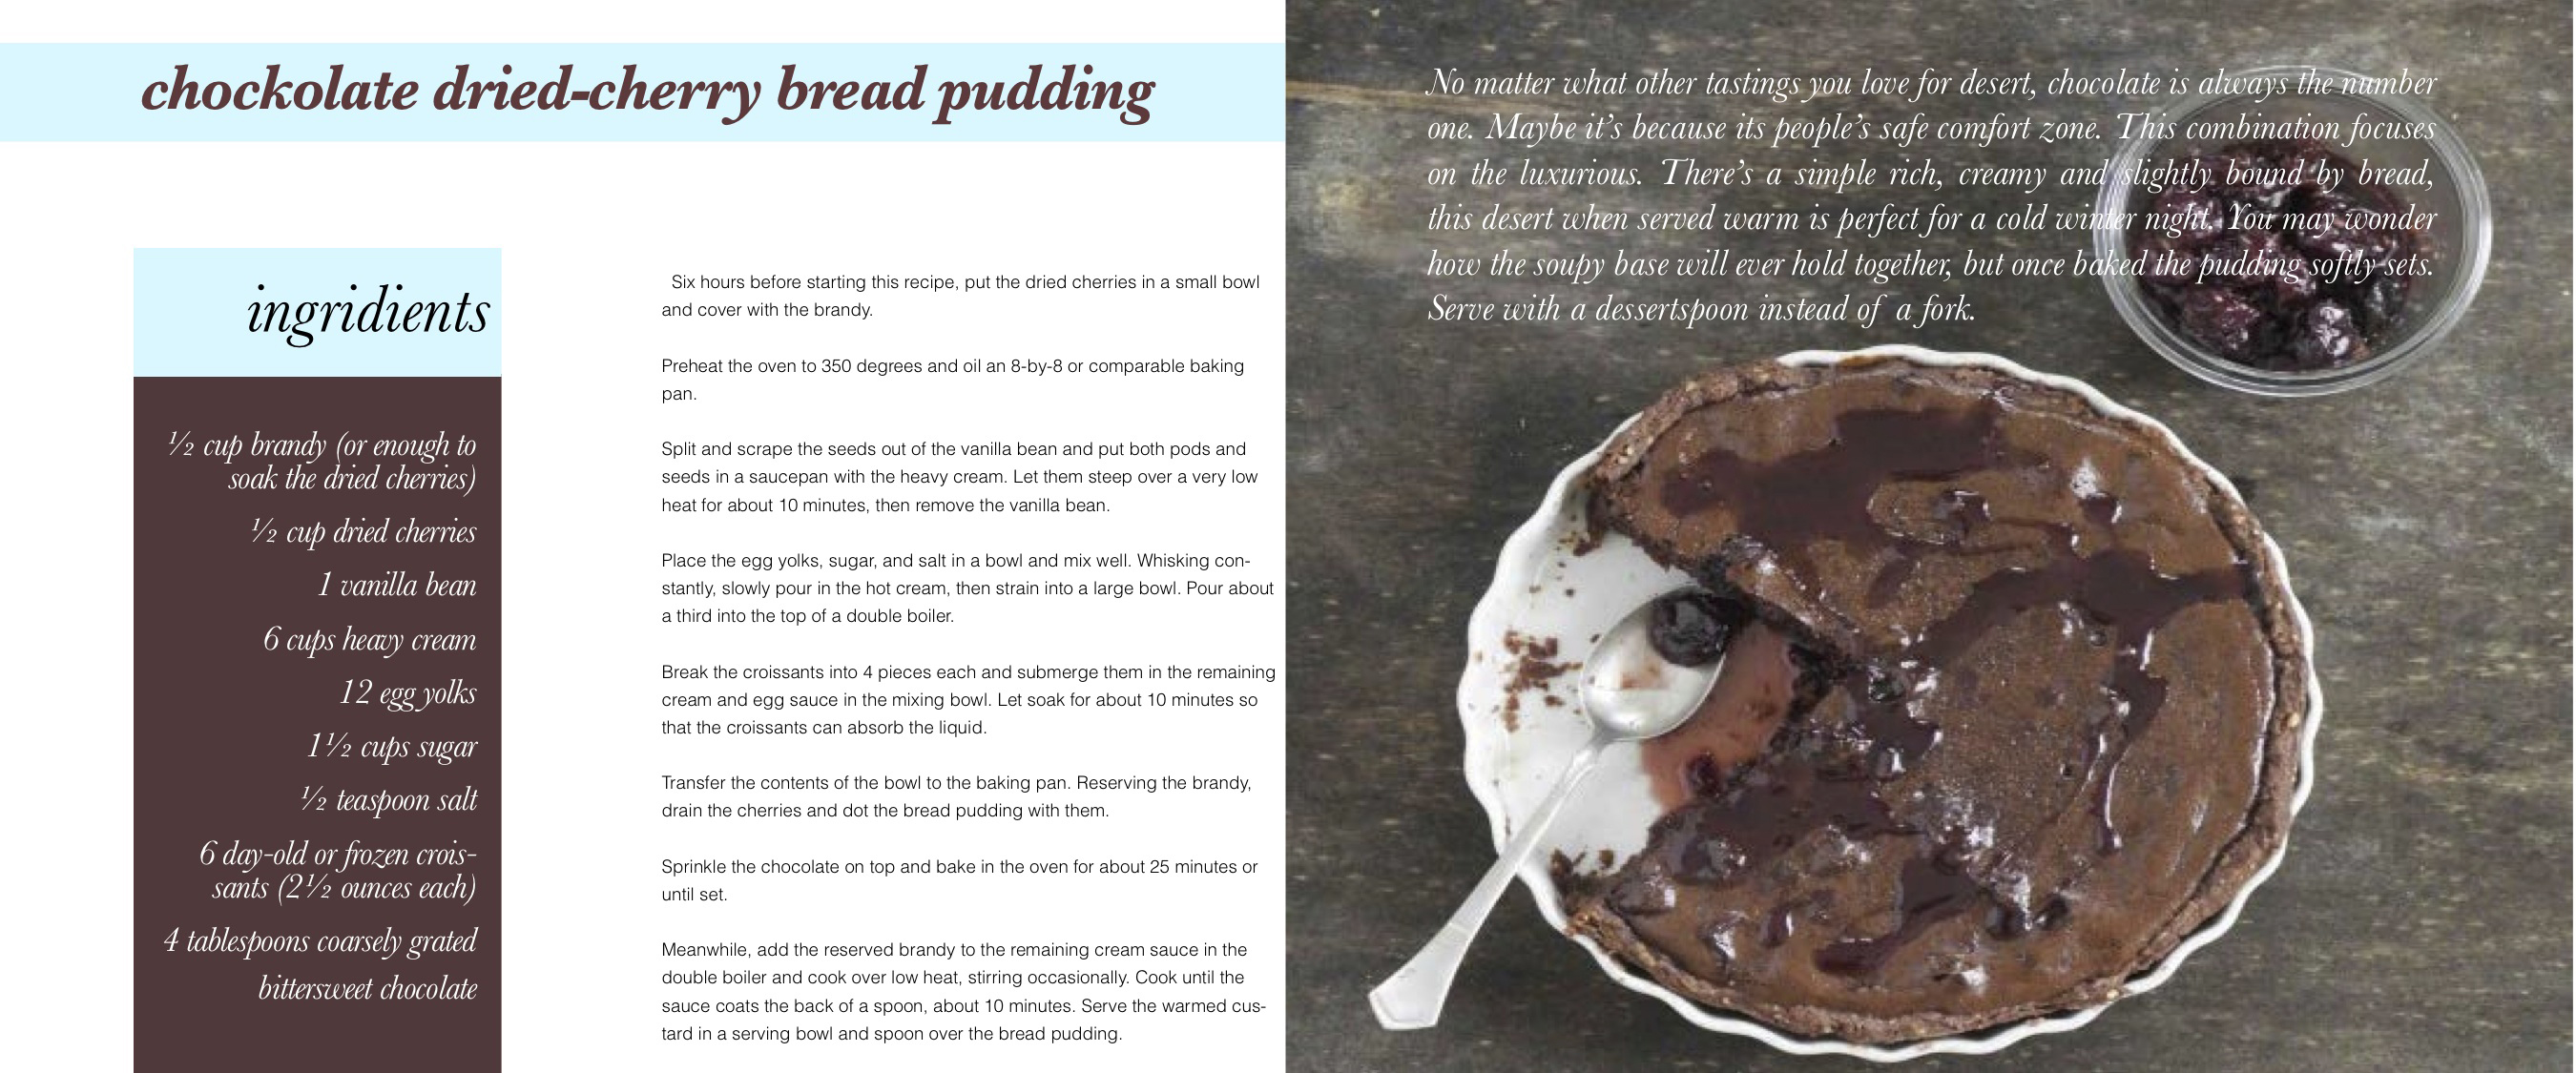 chockolate dried-cherry bread pudding
ingridients
½ cup brandy (or enough to
soak the dried cherries)
½ cup dried cherries
1 vanilla bean
6 cups heavy cream
12 egg yolks
1½ cups sugar
½ teaspoon salt
6 day-old or frozen crois-
sants (2½ ounces each)
4 tablespoons coarsely grated
bittersweet chocolate
Six hours before starting this recipe, put the dried cherries in a small bowl
and cover with the brandy.
Preheat the oven to 350 degrees and oil an 8-by-8 or comparable baking
pan.
Split and scrape the seeds out of the vanilla bean and put both pods and
seeds in a saucepan with the heavy cream. Let them steep over a very low
heat for about 10 minutes, then remove the vanilla bean.
Place the egg yolks, sugar, and salt in a bowl and mix well. Whisking con-
stantly, slowly pour in the hot cream, then strain into a large bowl. Pour about
a third into the top of a double boiler.
Break the croissants into 4 pieces each and submerge them in the remaining
cream and egg sauce in the mixing bowl. Let soak for about 10 minutes so
that the croissants can absorb the liquid.
Transfer the contents of the bowl to the baking pan. Reserving the brandy,
drain the cherries and dot the bread pudding with them.
Sprinkle the chocolate on top and bake in the oven for about 25 minutes or
until set.
Meanwhile, add the reserved brandy to the remaining cream sauce in the
double boiler and cook over low heat, stirring occasionally. Cook until the
sauce coats the back of a spoon, about 10 minutes. Serve the warmed cus-
tard in a serving bowl and spoon over the bread pudding.
No matter what other tastings you love for desert, chocolate is always the number
one. Maybe it's because its people's safe comfort zone. This combination focuses
on the luxurious. There's a simple rich, creamy and slightly bound by bread,
this desert when served warm is perfect for a cold winter night. You may wonder
how the soupy base will ever hold together, but once baked the pudding softly sets.
Serve with a dessertspoon instead of a fork.